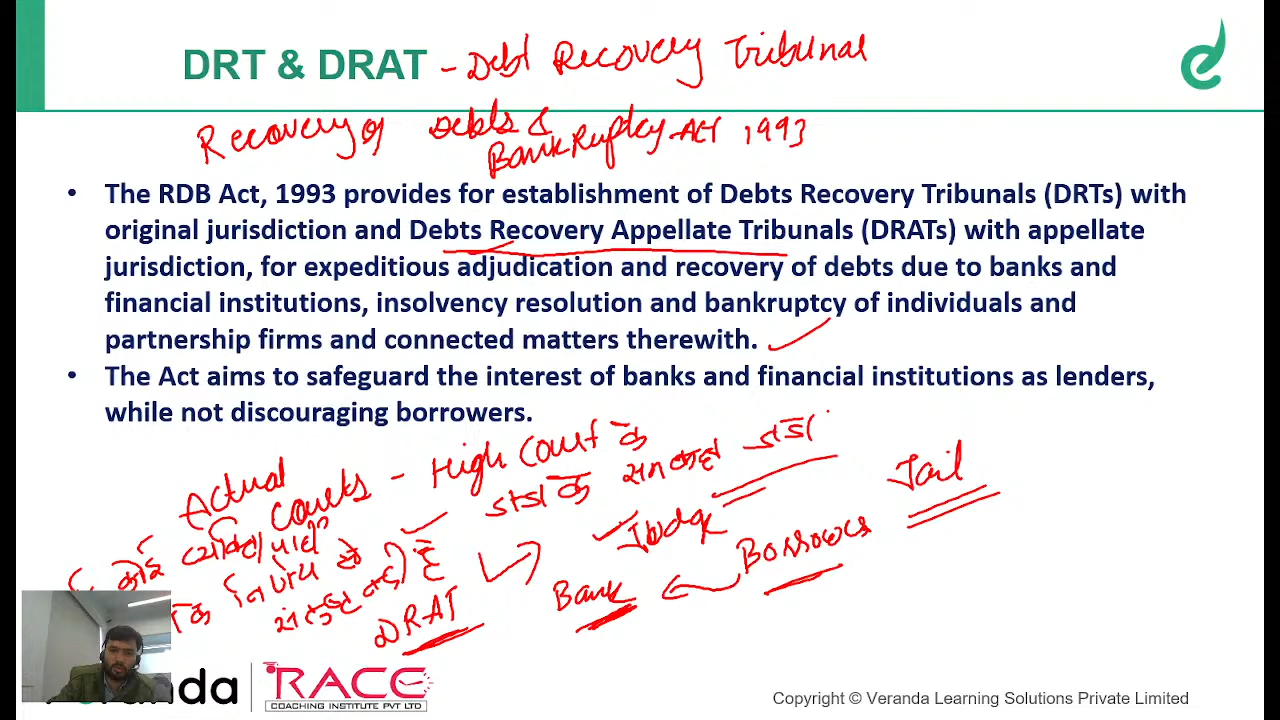 DRT & DRAT - Debt Recovery Tribunal
Recovery of Debts &
Bankruptcy Act 1993
• The RDB Act, 1993 provides for establishment of Debts Recovery Tribunals (DRTs) with
original jurisdiction and Debts Recovery Appellate Tribunals (DRATs) with appellate
jurisdiction, for expeditious adjudication and recovery of debts due to banks and
financial institutions, insolvency resolution and bankruptcy of individuals and
partnership firms and connected matters therewith.
• The Act aims to safeguard the interest of banks and financial institutions as lenders,
while not discouraging borrowers.
Actual
Courts - High Court के
जज के
Jail
Judge
Borrowers
Bank
DRAT
RACE
COACHING INSTITUTE PVT LTD
Copyright © Veranda Learning Solutions Private Limited